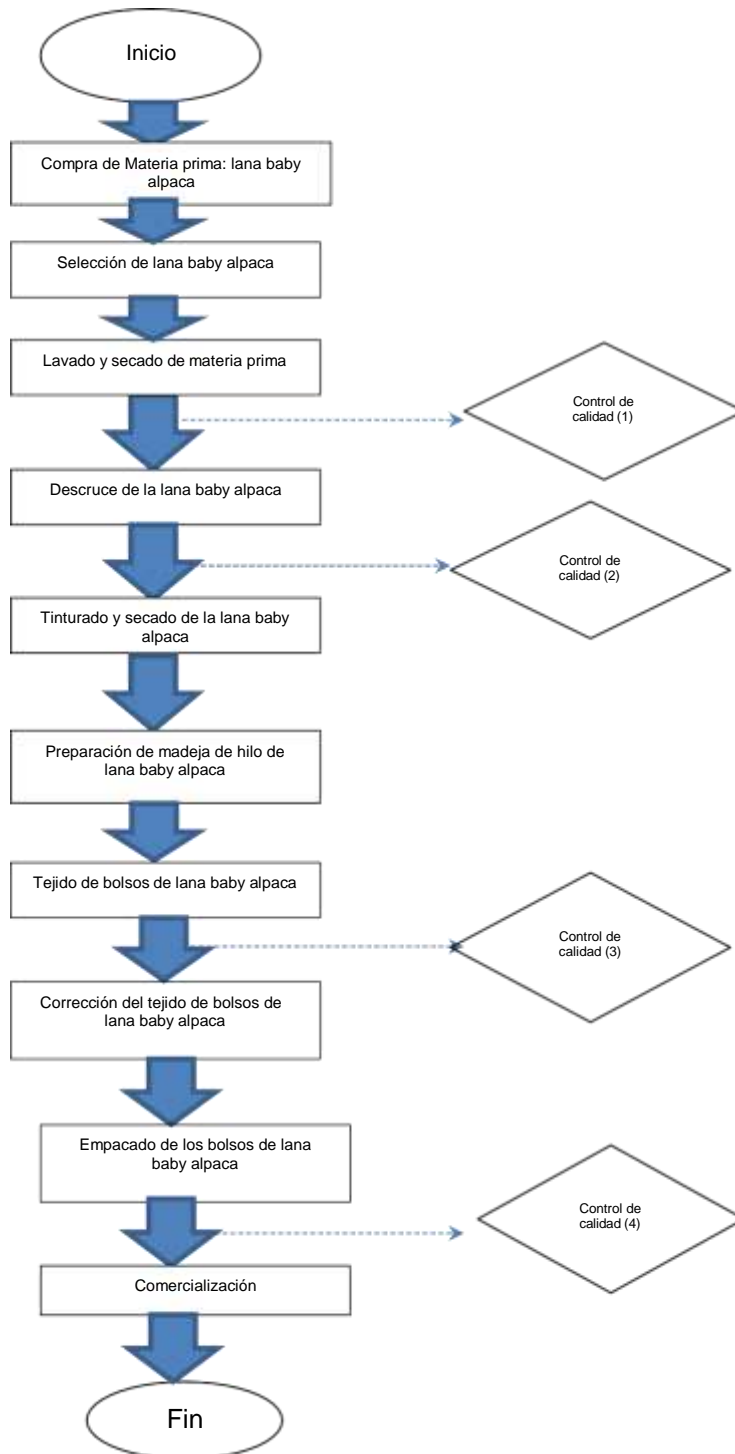 Inicio
Compra de Materia prima: lana baby
alpaca
Selección de lana baby alpaca
Lavado y secado de materia prima
Control de
calidad (1)
Descruce de la lana baby alpaca
Control de
calidad (2)
Tinturado y secado de la lana baby
alpaca
Preparación de madeja de hilo de
lana baby alpaca
Tejido de bolsos de lana baby alpaca
Control de
calidad (3)
Corrección del tejido de bolsos de
lana baby alpaca
Empacado de los bolsos de lana
baby alpaca
Control de
calidad (4)
Comercialización
Fin